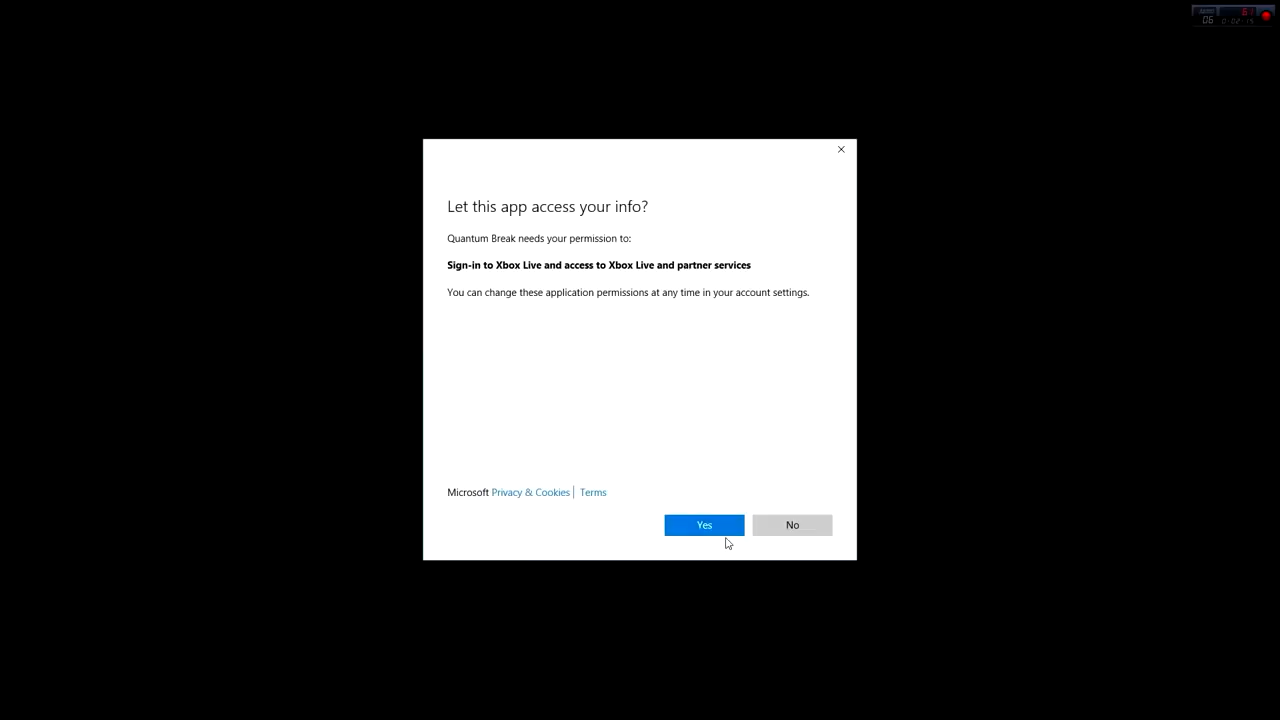 Let this app access your info?
Quantum Break needs your permission to:
Sign-in to Xbox Live and access to Xbox Live and partner services
You can change these application permissions at any time in your account settings.
Microsoft Privacy & Cookies | Terms
Yes No